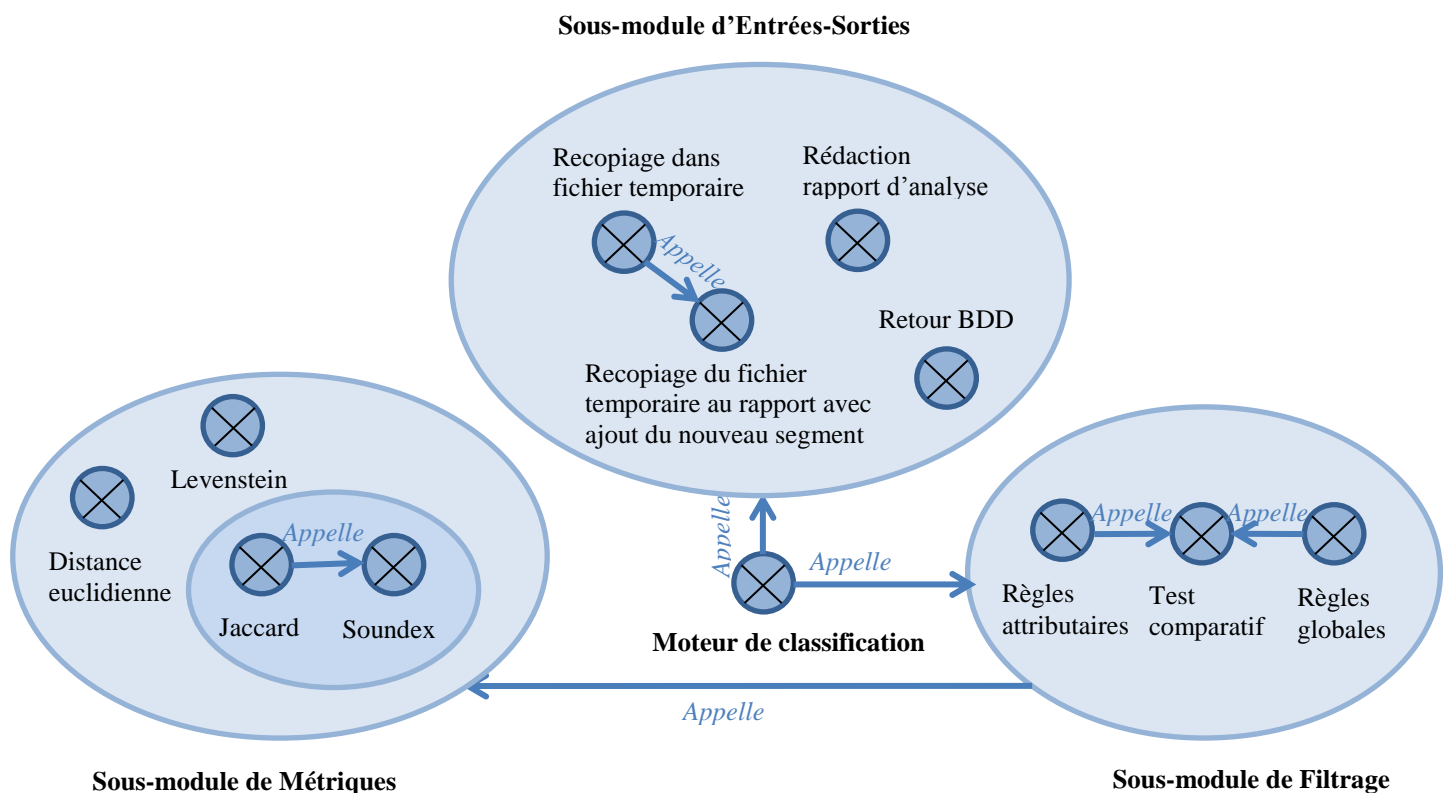 Sous-module d’Entrées-Sorties
Recopiage dans
fichier temporaire
Rédaction
rapport d’analyse
Appelle
Retour BDD
Recopiage du fichier
temporaire au rapport avec
ajout du nouveau segment
Levenstein
Distance
euclidienne
Appelle
Jaccard
Soundex
Appelle
Appelle
Moteur de classification
Appelle
Appelle
Règles
attributaires
Test
comparatif
Règles
globales
Appelle
Sous-module de Métriques
Sous-module de Filtrage